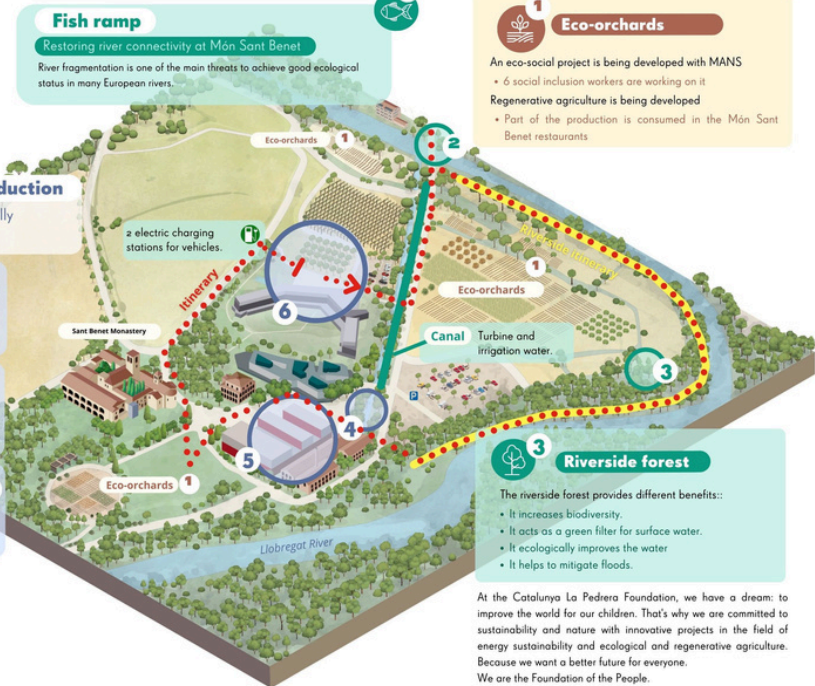 Fish ramp
Restoring river connectivity at Món Sant Benet
River fragmentation is one of the main threats to achieve good ecological
status in many European rivers.
1
Eco-orchards
An eco-social project is being developed with MANS
• 6 social inclusion workers are working on it
Regenerative agriculture is being developed
• Part of the production is consumed in the Món Sant
Benet restaurants
Eco-orchards 1
2
duction
lly
2 electric charging
stations for vehicles.
Riverside itinerary
1
Eco-orchards
Itinerary
6
Sant Benet Monastery
Canal
Turbine and
irrigation water.
3
P
4
5
Eco-orchards 1
Llobregat River
3
Riverside forest
The riverside forest provides different benefits::
• It increases biodiversity.
• It acts as a green filter for surface water.
• It ecologically improves the water
• It helps to mitigate floods.
At the Catalunya La Pedrera Foundation, we have a dream: to
improve the world for our children. That's why we are committed to
sustainability and nature with innovative projects in the field of
energy sustainability and ecological and regenerative agriculture.
Because we want a better future for everyone.
We are the Foundation of the People.